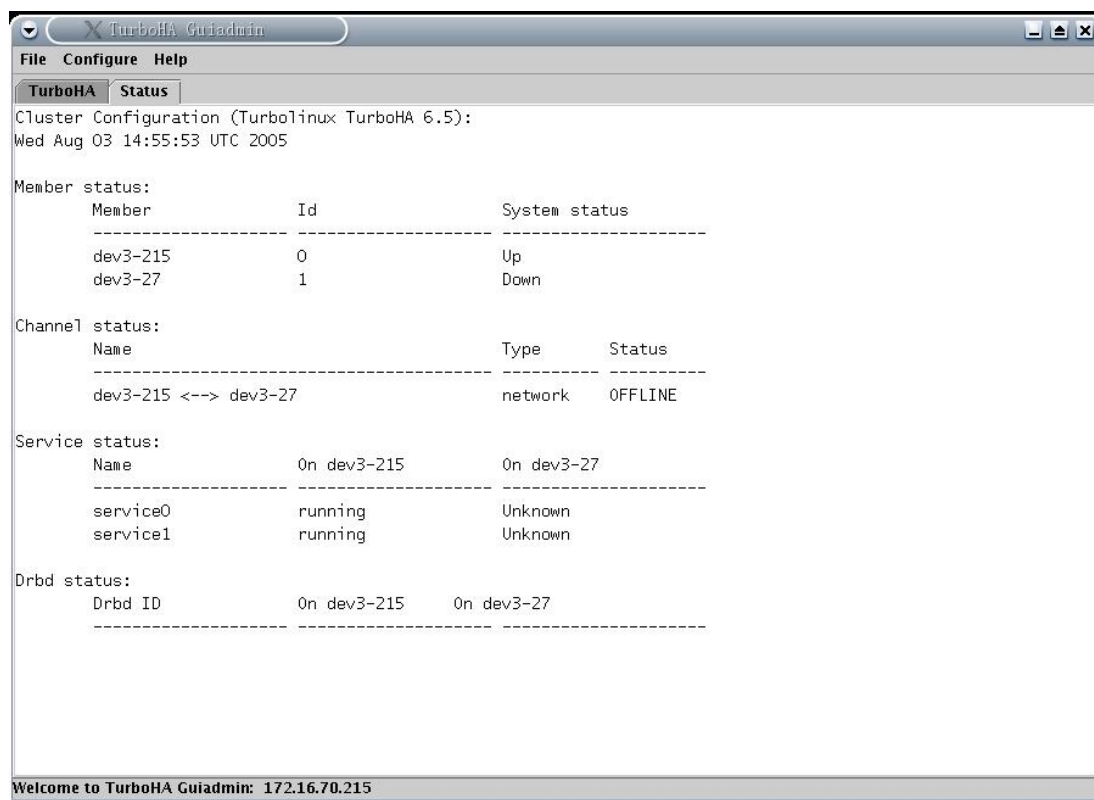 TurboHA Guiadmin
File Configure Help
TurboHA Status
Cluster Configuration (Turbolinux TurboHA 6.5):
Wed Aug 03 14:55:53 UTC 2005
Member status:
Member Id System status
-------------------- -------------------- ---------------------
dev3-215 0 Up
dev3-27 1 Down
Channel status:
Name Type Status
----------------------------------------- ---------- ----------
dev3-215 <--> dev3-27 network OFFLINE
Service status:
Name On dev3-215 On dev3-27
-------------------- -------------------- ---------------------
service0 running Unknown
service1 running Unknown
Drbd status:
Drbd ID On dev3-215 On dev3-27
-------------------- -------------------- ---------------------
Welcome to TurboHA Guiadmin: 172.16.70.215